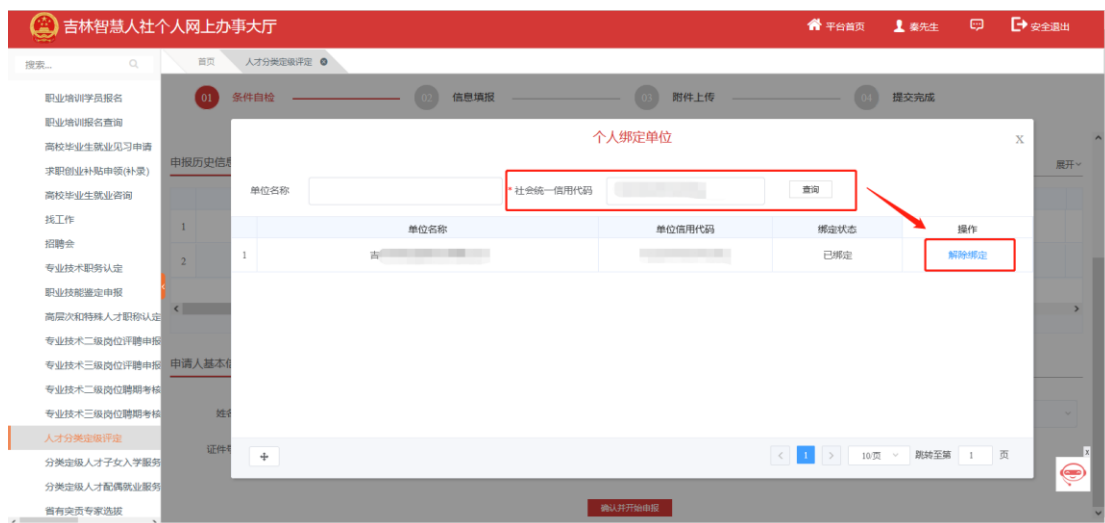 吉林智慧人社个人网上办事大厅
平台首页
秦先生
安全退出
搜索...
首页
人才分类定级评定
职业培训学员报名
职业培训报名查询
高校毕业生就业见习申请
求职创业补贴申领(补录)
高校毕业生就业咨询
找工作
招聘会
专业技术职务认定
职业技能鉴定申报
高层次和特殊人才职称认定
专业技术二级岗位评聘申报
专业技术三级岗位评聘申报
专业技术二级岗位聘期考核
专业技术三级岗位聘期考核
人才分类定级评定
分类定级人才子女入学服务
分类定级人才配偶就业服务
省有突贡专家选拔
01 条件自检
02 信息填报
03 附件上传
04 提交完成
申报历史信息
展开
1
2
申请人基本信
姓名
证件号
个人绑定单位
X
单位名称
*社会统一信用代码
查询
单位名称 单位信用代码 绑定状态 操作
1 吉 已绑定 解除绑定
< 1 > 10/页 跳转至第 1 页
X
确认并开始申报